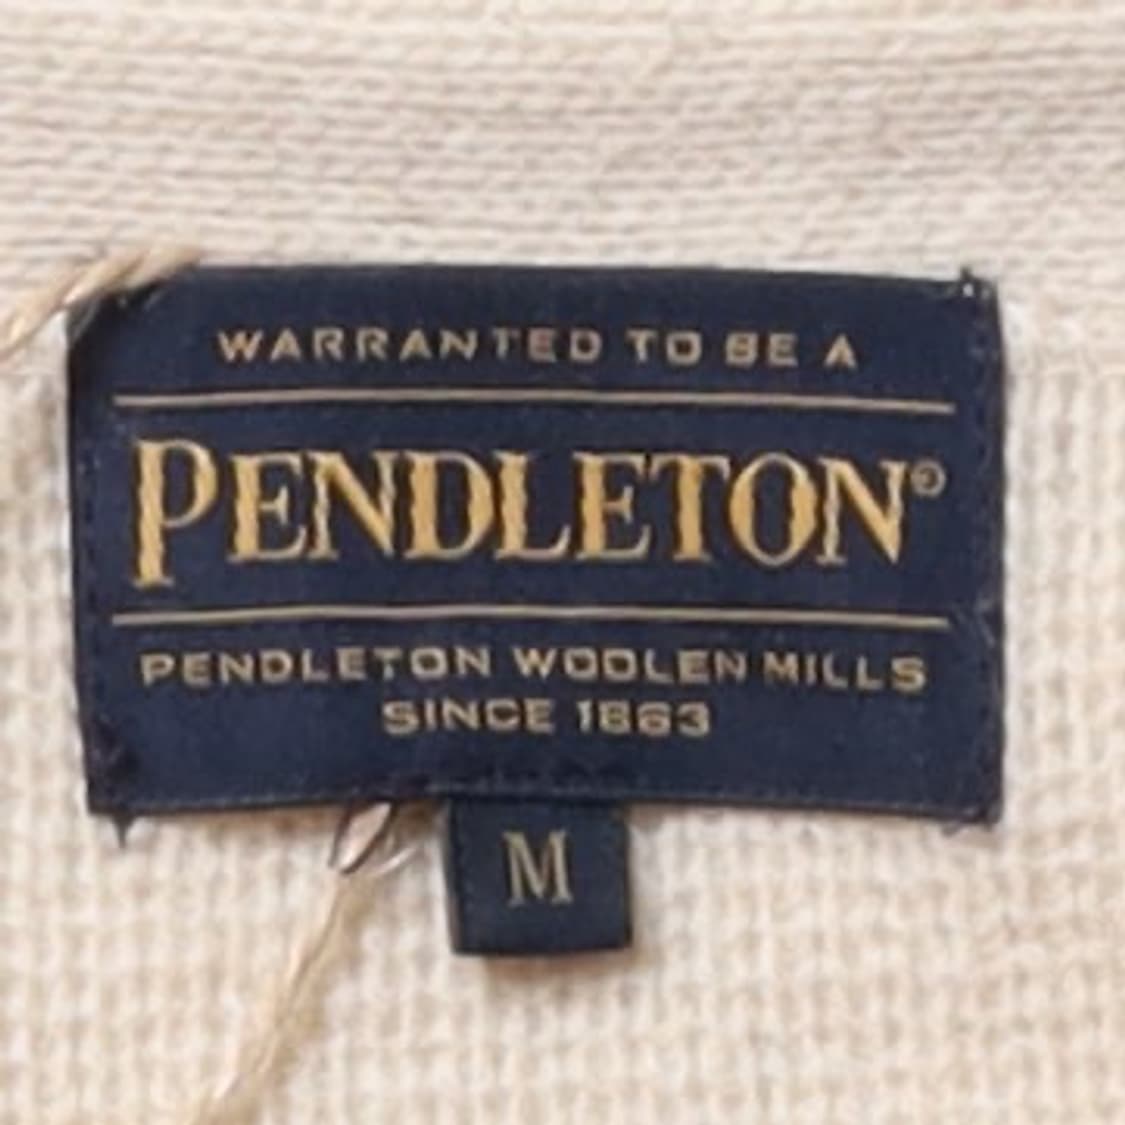 WARRANTED TO BE A
PENDLETON®
PENDLETON WOOLEN MILLS
SINCE 1863
M